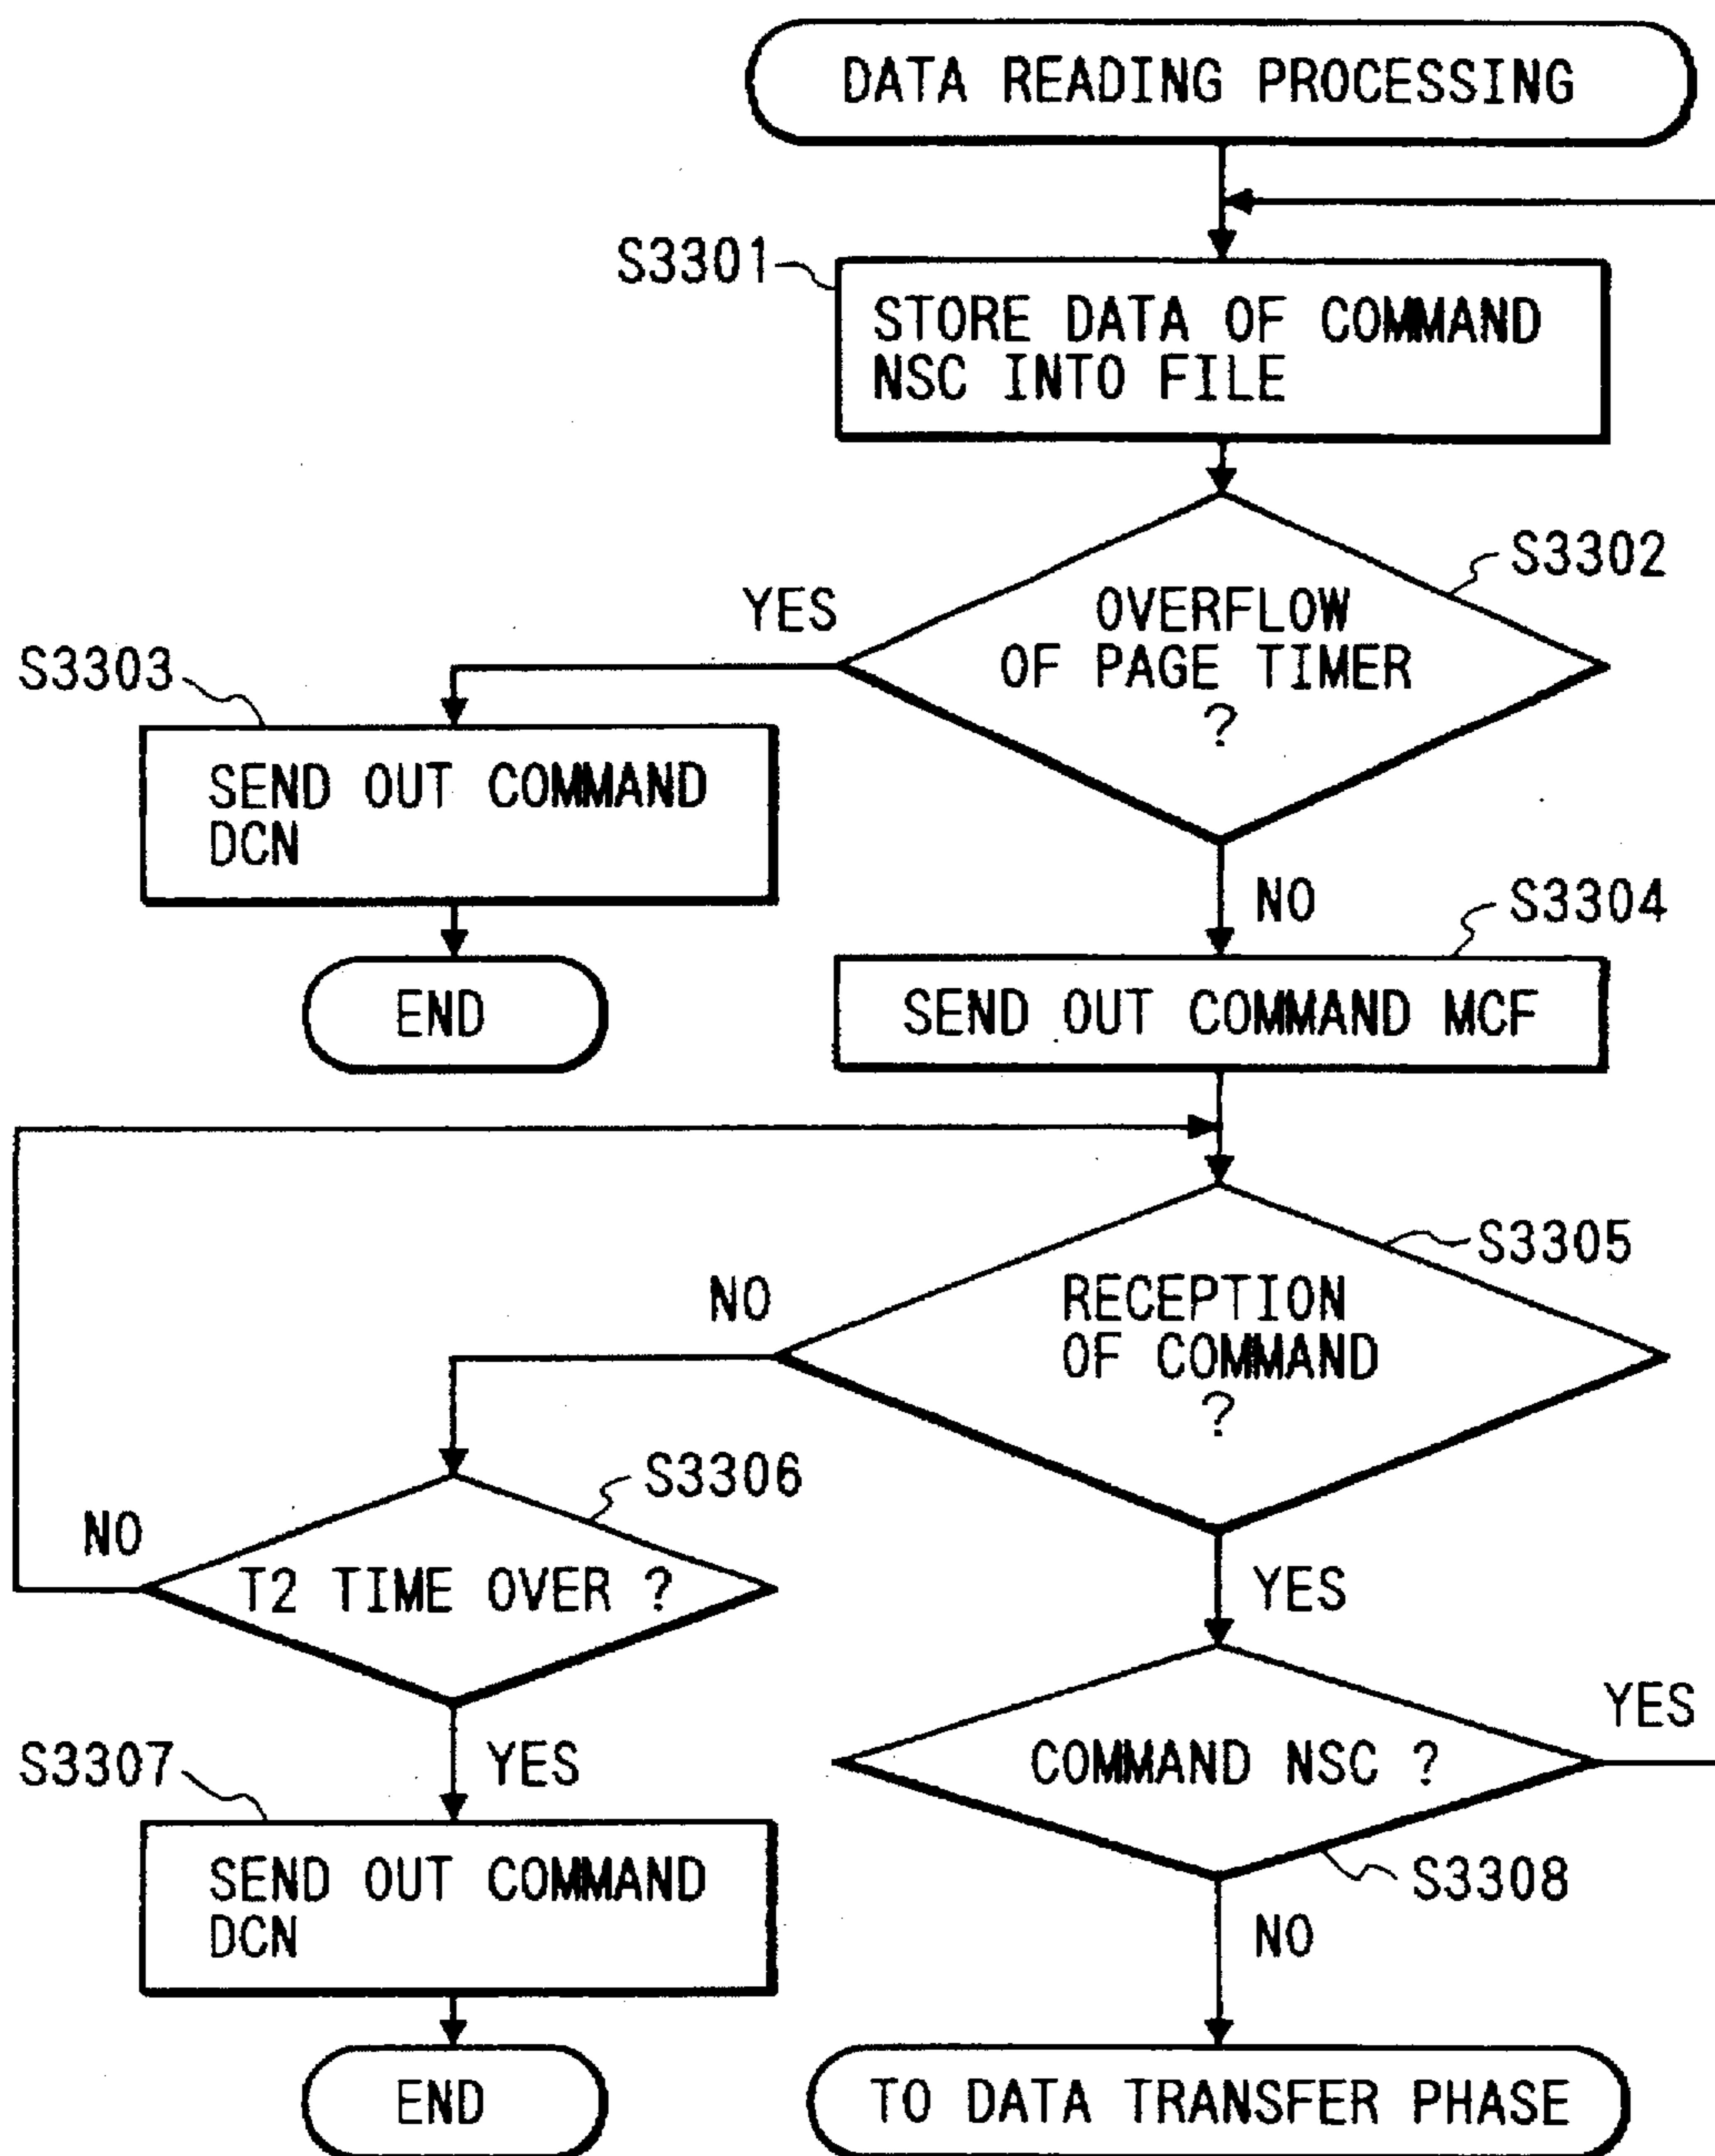 DATA READING PROCESSING
S3301
STORE DATA OF COMMAND
NSC INTO FILE
S3302
YES
OVERFLOW
OF PAGE TIMER
?
S3303
SEND OUT COMMAND
DCN
NO
S3304
END
SEND OUT COMMAND MCF
S3305
NO
RECEPTION
OF COMMAND
?
S3306
NO
T2 TIME OVER ?
YES
YES
S3307
YES
COMMAND NSC ?
SEND OUT COMMAND
DCN
S3308
NO
END
TO DATA TRANSFER PHASE